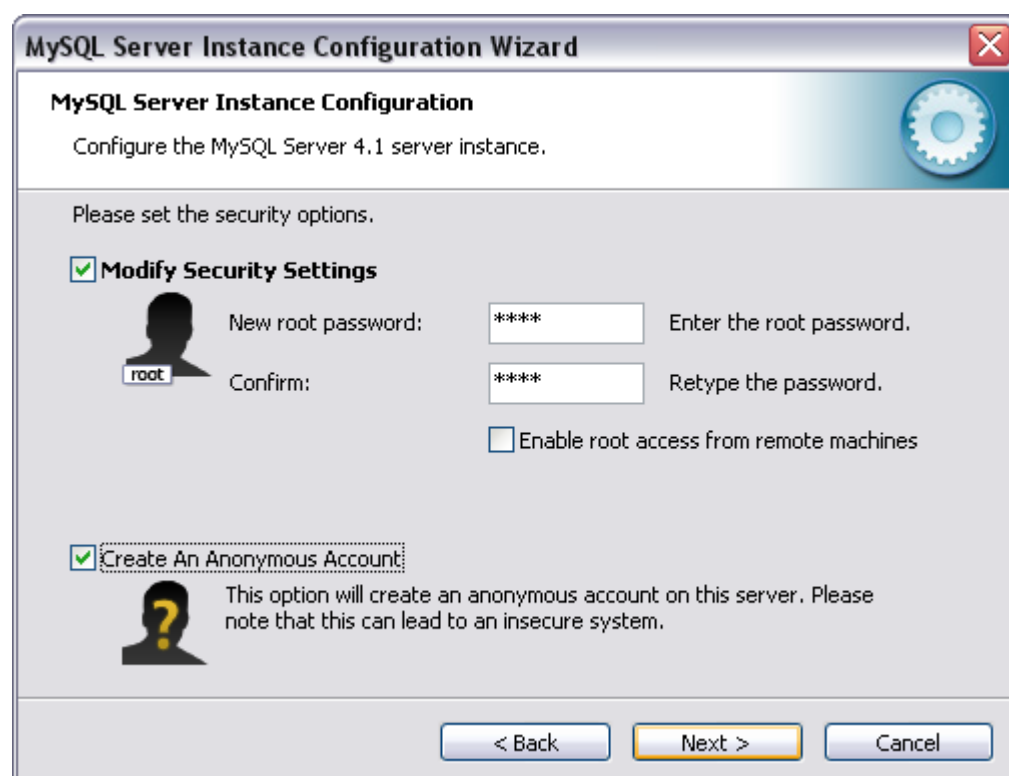 MySQL Server Instance Configuration Wizard
MySQL Server Instance Configuration
Configure the MySQL Server 4.1 server instance.
Please set the security options.
Modify Security Settings
root
New root password: **** Enter the root password.
Confirm: **** Retype the password.
Enable root access from remote machines
Create An Anonymous Account
?
This option will create an anonymous account on this server. Please
note that this can lead to an insecure system.
< Back Next > Cancel